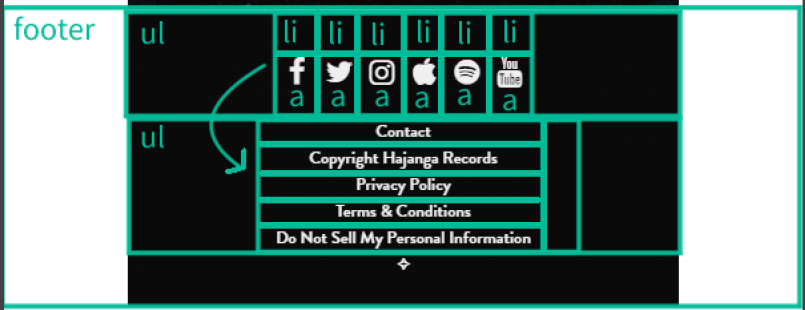 footer
ul
li li li li li li
You
Tube
a a a a a a
ul
Contact
Copyright Hajanga Records
Privacy Policy
Terms & Conditions
Do Not Sell My Personal Information